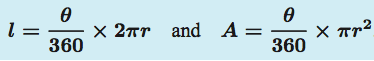 l = θ/360 × 2πr and A = θ/360 × πr²